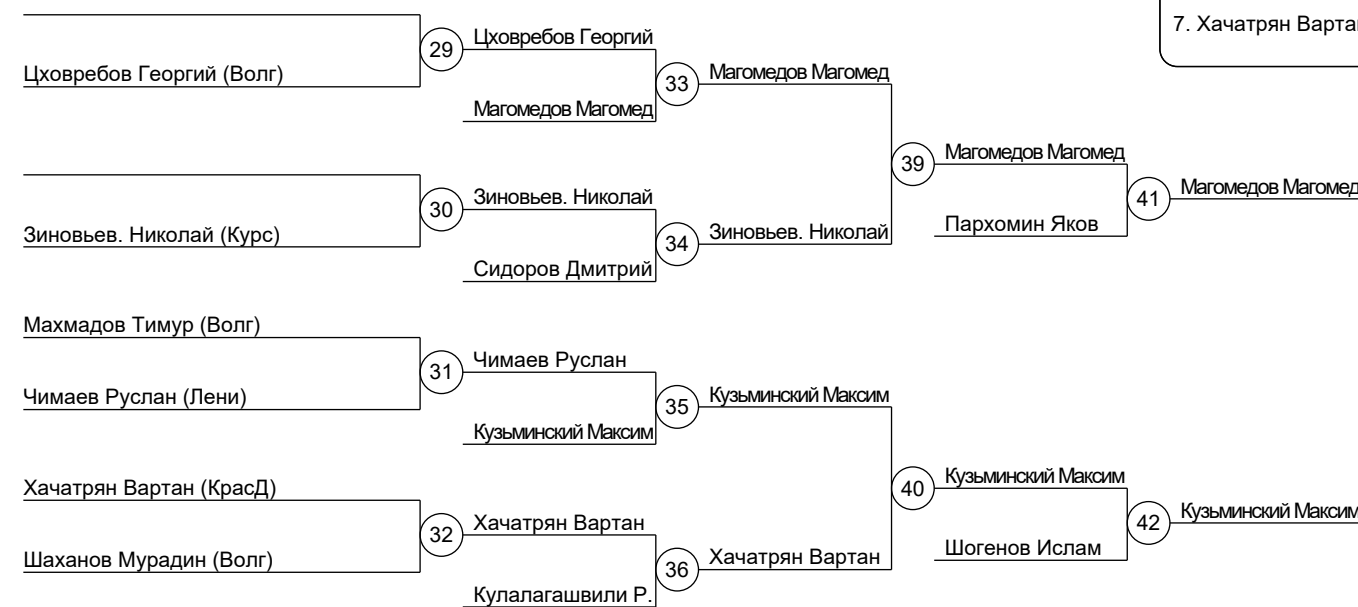 7. Хачатрян Вартан
29 Цховребов Георгий
Цховребов Георгий (Волг)
33 Магомедов Магомед
Магомедов Магомед
39 Магомедов Магомед
Зиновьев. Николай (Курс)
30 Зиновьев. Николай
34 Зиновьев. Николай
Сидоров Дмитрий
41 Магомедов Магомед
Пархомин Яков
Махмадов Тимур (Волг)
31 Чимаев Руслан
Чимаев Руслан (Лени)
35 Кузьминский Максим
Кузьминский Максим
40 Кузьминский Максим
Хачатрян Вартан (КрасД)
32 Хачатрян Вартан
Шаханов Мурадин (Волг)
36 Хачатрян Вартан
Кулалагашвили Р.
42 Кузьминский Максим
Шогенов Ислам